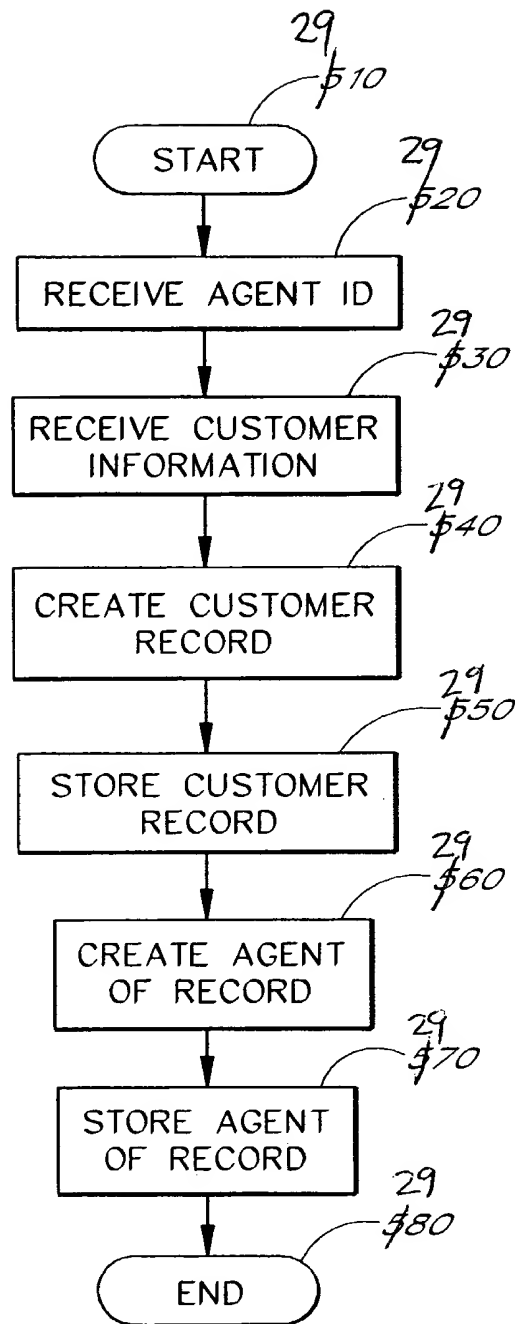 29
510
START
29
520
RECEIVE AGENT ID
29
530
RECEIVE CUSTOMER
INFORMATION
29
540
CREATE CUSTOMER
RECORD
29
550
STORE CUSTOMER
RECORD
29
560
CREATE AGENT
OF RECORD
29
570
STORE AGENT
OF RECORD
29
580
END